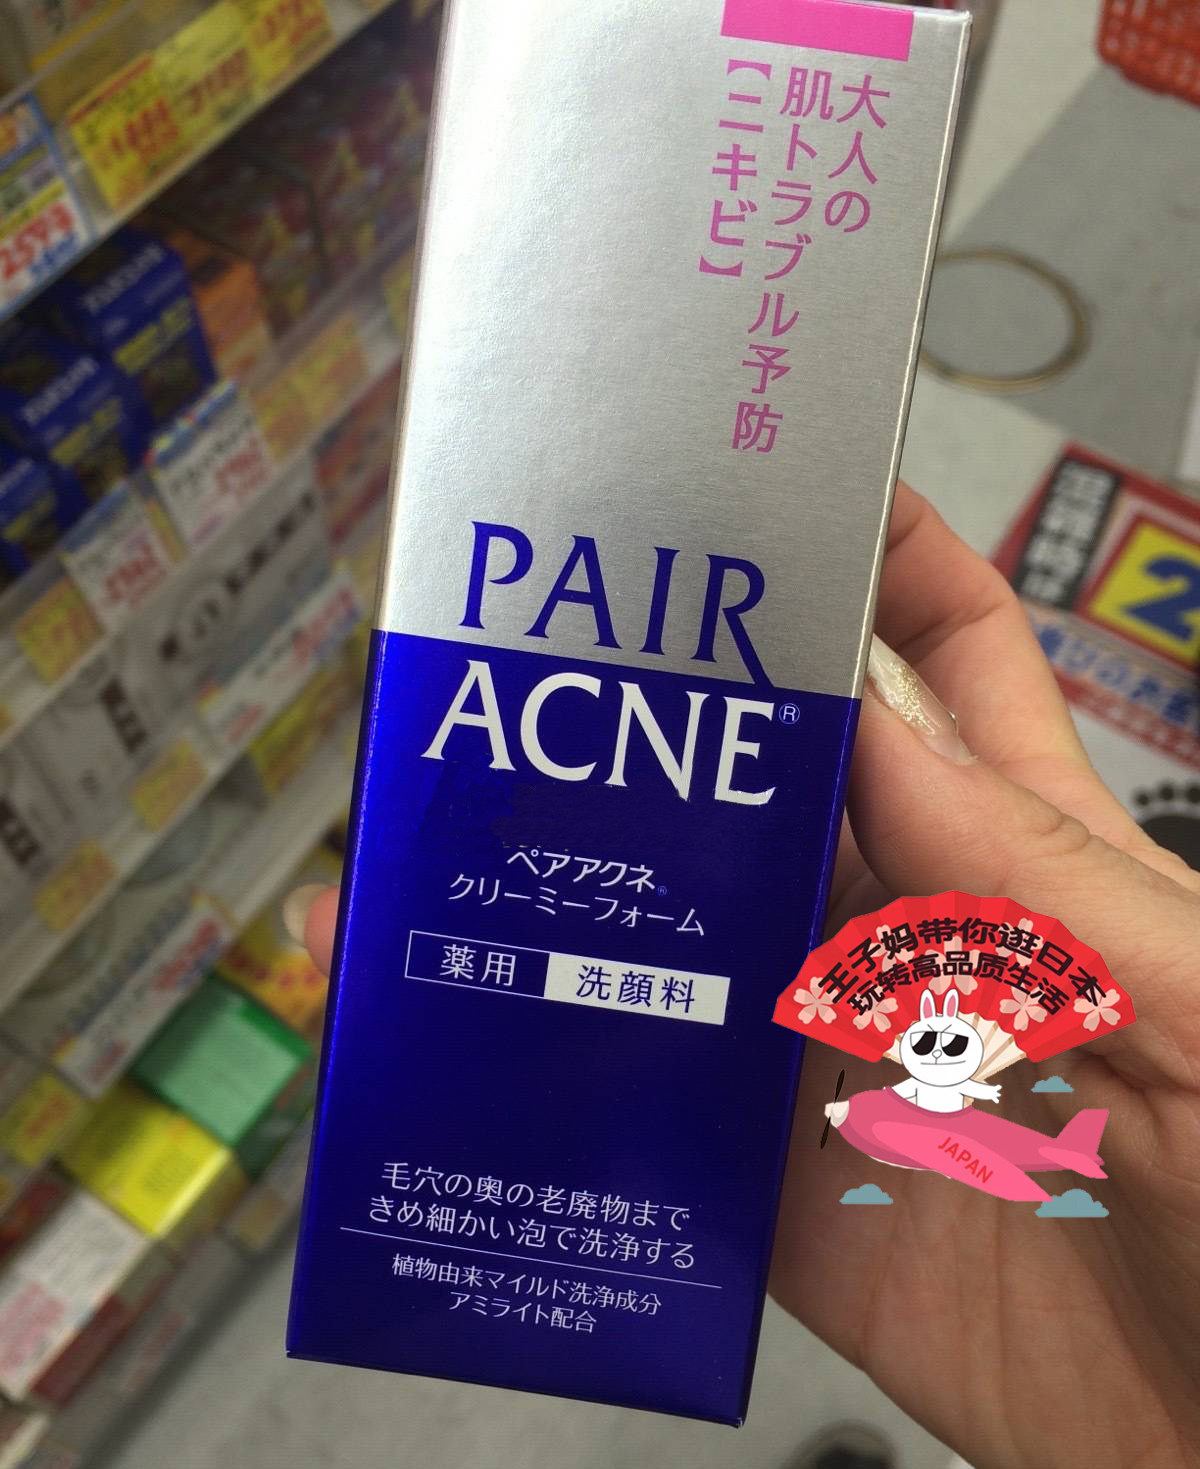 大人の
肌トラブル予防
【ニキビ】
PAIR
ACNE®
ペアアクネ®
クリーミーフォーム
薬用 洗顔料
毛穴の奥の老廃物まで
きめ細かい泡で洗浄する
植物由来マイルド洗浄成分
アミライト配合
王子妈带你逛日本
玩转高品质生活
JAPAN
2